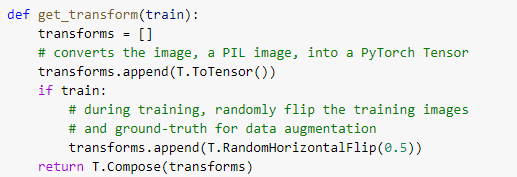 def get_transform(train):
    transforms = []
    # converts the image, a PIL image, into a PyTorch Tensor
    transforms.append(T.ToTensor())
    if train:
        # during training, randomly flip the training images
        # and ground-truth for data augmentation
        transforms.append(T.RandomHorizontalFlip(0.5))
    return T.Compose(transforms)